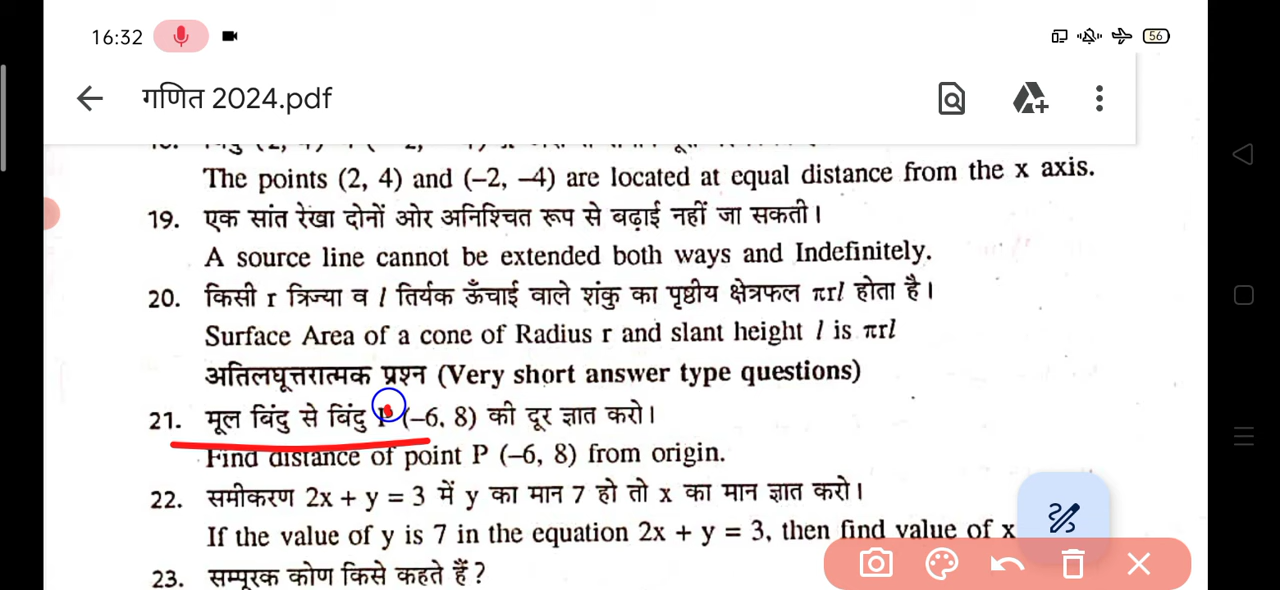 16:32
56
गणित 2024.pdf
The points (2, 4) and (–2, –4) are located at equal distance from the x axis.
19. एक सांत रेखा दोनों ओर अनिश्चित रूप से बढ़ाई नहीं जा सकती।
A source line cannot be extended both ways and Indefinitely.
20. किसी r त्रिज्या व l तिर्यक ऊँचाई वाले शंकु का पृष्ठीय क्षेत्रफल πrl होता है।
Surface Area of a cone of Radius r and slant height l is πrl
अतिलघूत्तरात्मक प्रश्न (Very short answer type questions)
21. मूल बिंदु से बिंदु P (–6, 8) की दूर ज्ञात करो।
Find distance of point P (–6, 8) from origin.
22. समीकरण 2x + y = 3 में y का मान 7 हो तो x का मान ज्ञात करो।
If the value of y is 7 in the equation 2x + y = 3, then find value of x
23. सम्पूरक कोण किसे कहते हैं ?